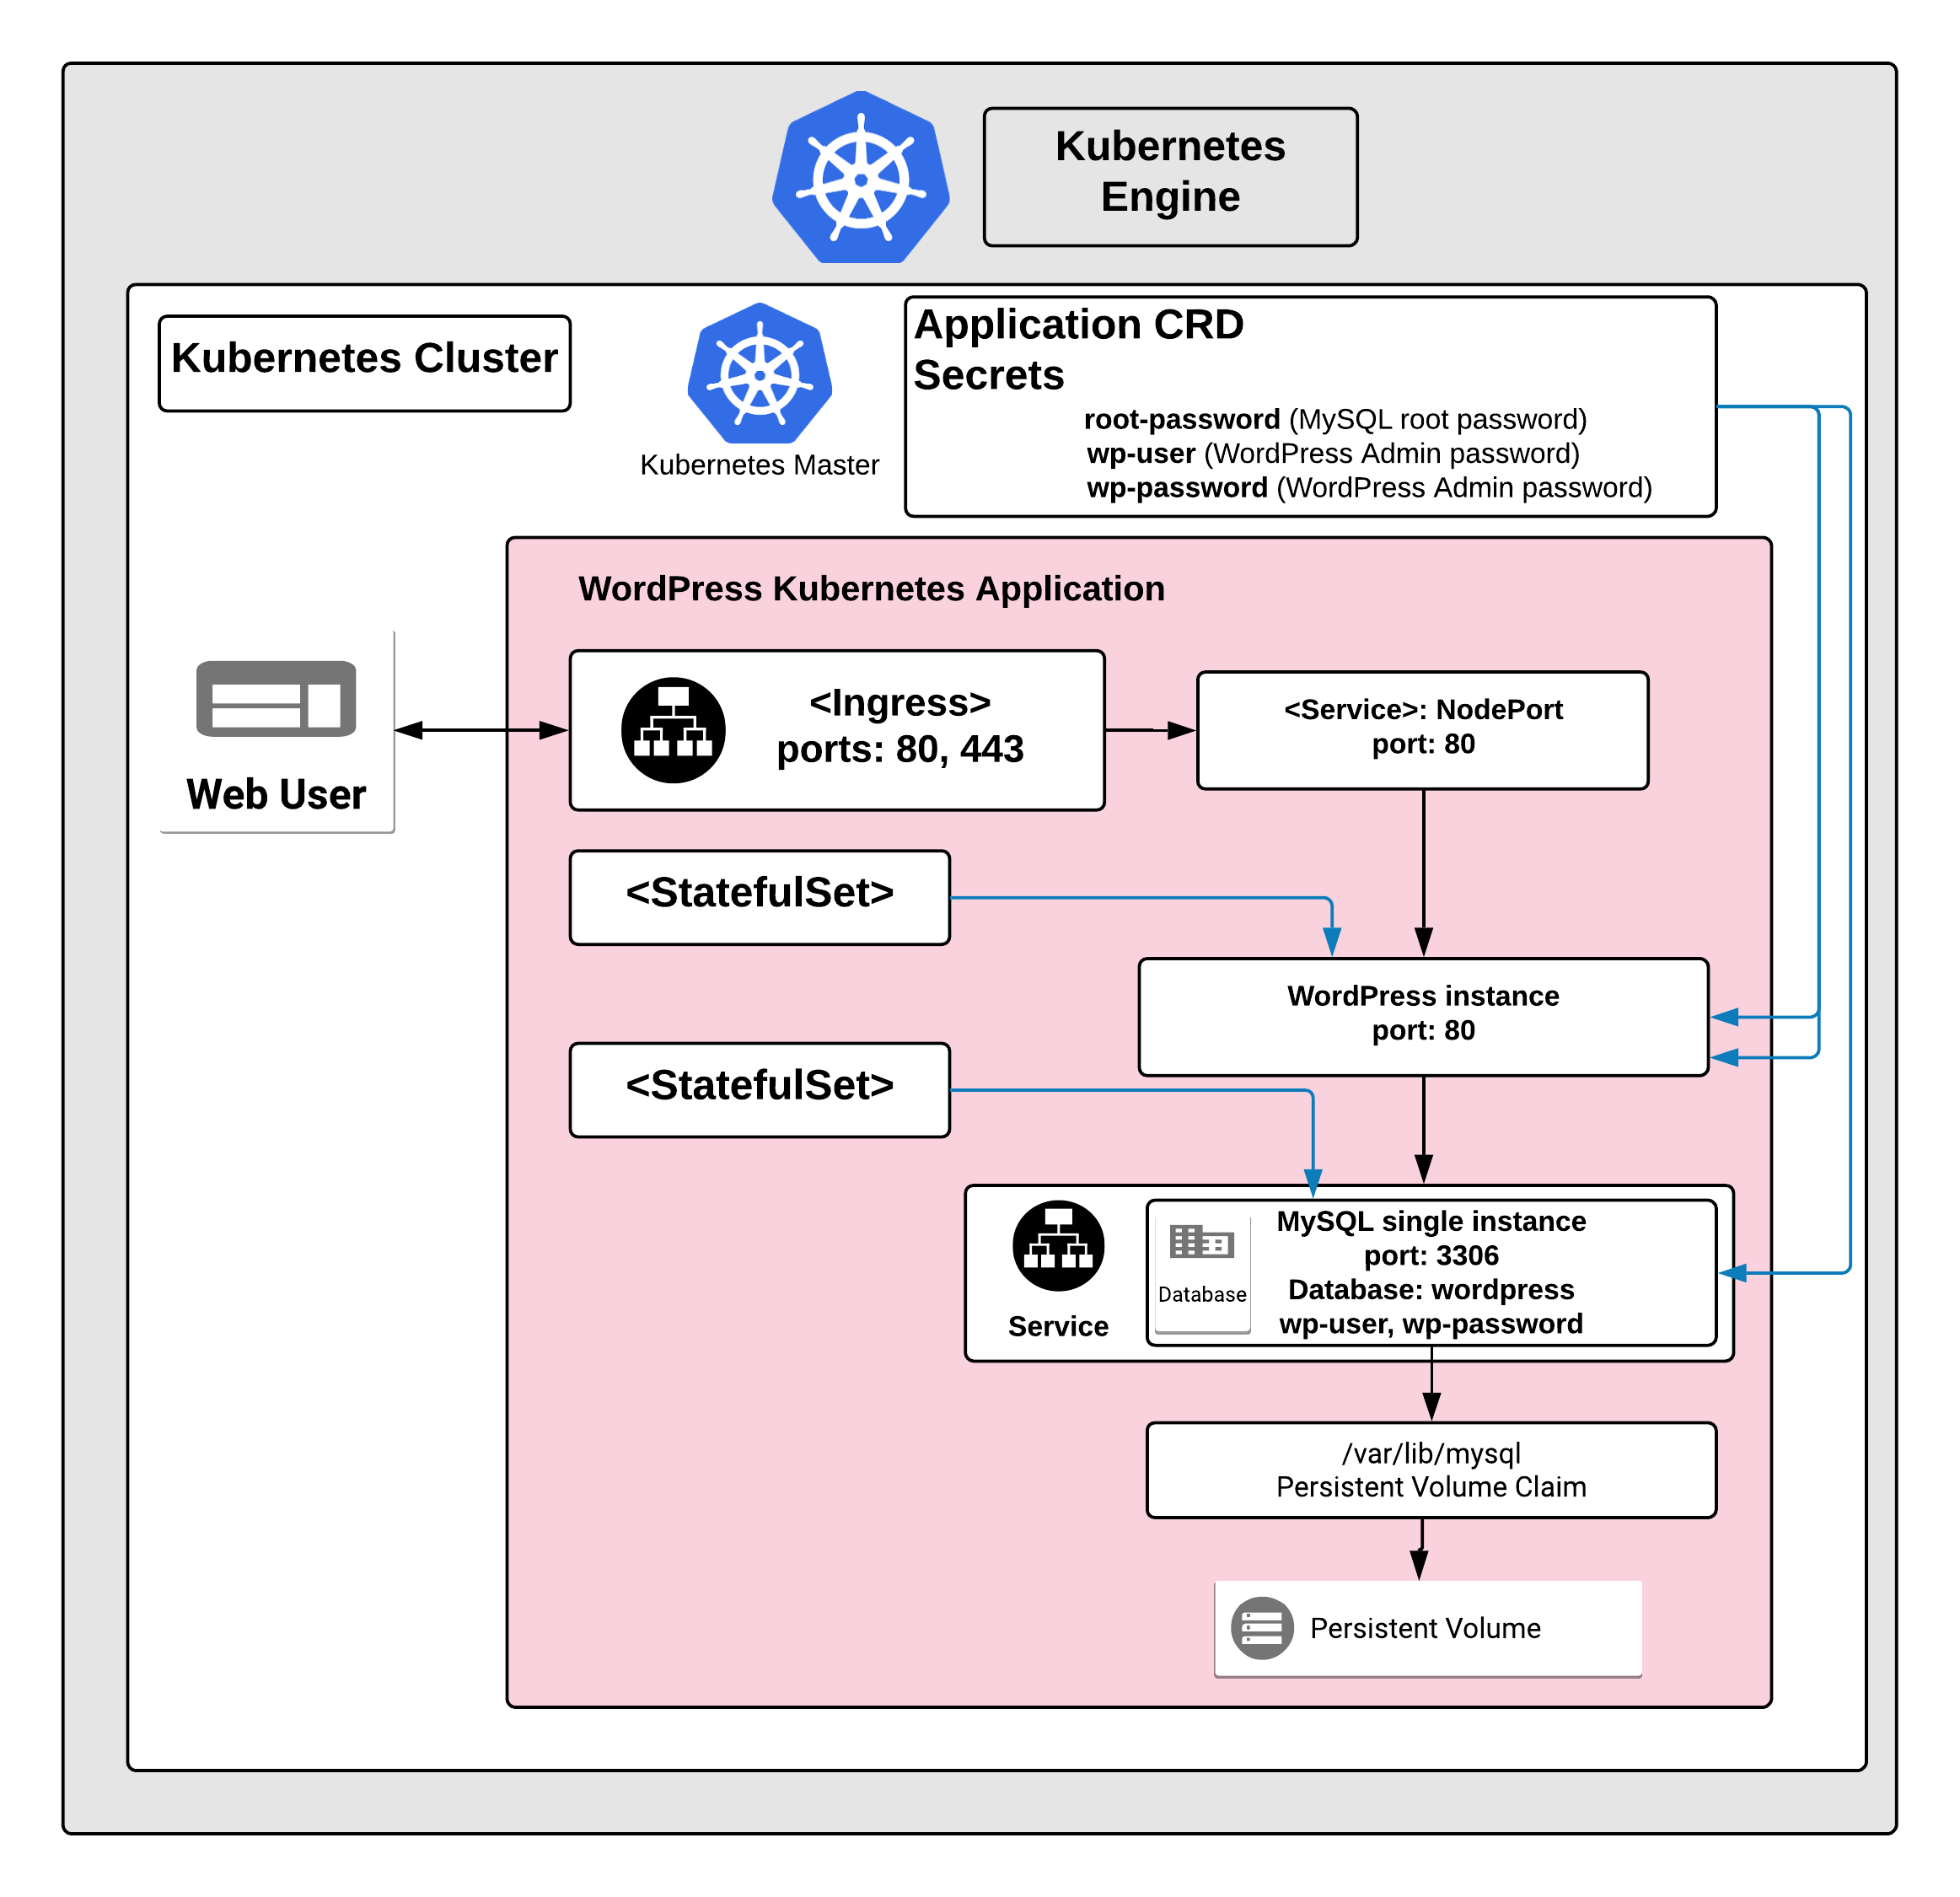 Kubernetes
Engine
Kubernetes Cluster
Kubernetes Master
Application CRD
Secrets
root-password (MySQL root password)
wp-user (WordPress Admin password)
wp-password (WordPress Admin password)
WordPress Kubernetes Application
Web User
<Ingress>
ports: 80, 443
<Service>: NodePort
port: 80
<StatefulSet>
WordPress instance
port: 80
<StatefulSet>
Service
Database
MySQL single instance
port: 3306
Database: wordpress
wp-user, wp-password
/var/lib/mysql
Persistent Volume Claim
Persistent Volume